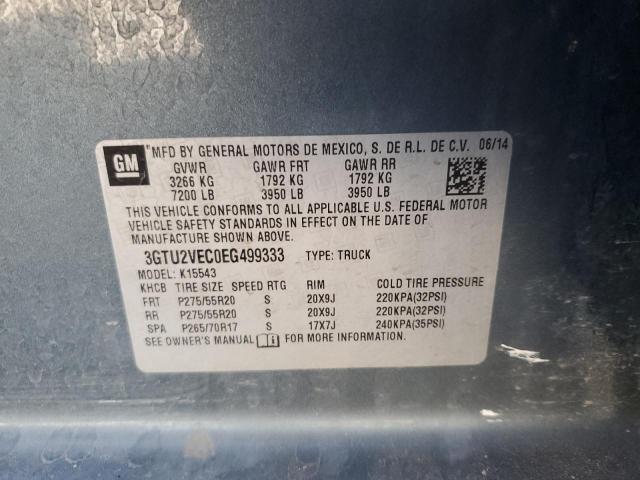 GM
"MFD BY GENERAL MOTORS DE MEXICO, S. DE R.L. DE C.V. 06/14
GVWR GAWR FRT GAWR RR
3266 KG 1792 KG 1792 KG
7200 LB 3950 LB 3950 LB
THIS VEHICLE CONFORMS TO ALL APPLICABLE U.S. FEDERAL MOTOR
VEHICLE SAFETY STANDARDS IN EFFECT ON THE DATE OF
MANUFACTURE SHOWN ABOVE.
3GTU2VEC0EG499333 TYPE: TRUCK
MODEL: K15543
KHCB TIRE SIZE SPEED RTG RIM COLD TIRE PRESSURE
FRT P275/55R20 S 20X9J 220KPA(32PSI)
RR P275/55R20 S 20X9J 220KPA(32PSI)
SPA P265/70R17 S 17X7J 240KPA(35PSI)
SEE OWNER'S MANUAL FOR MORE INFORMATION.